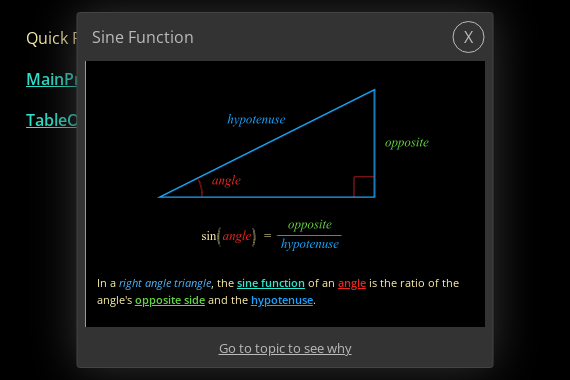 Quick
Sine Function
X
MainPr
TableO
hypotenuse
opposite
angle
sin(angle) = opposite
hypotenuse
In a right angle triangle, the sine function of an angle is the ratio of the
angle's opposite side and the hypotenuse.
Go to topic to see why